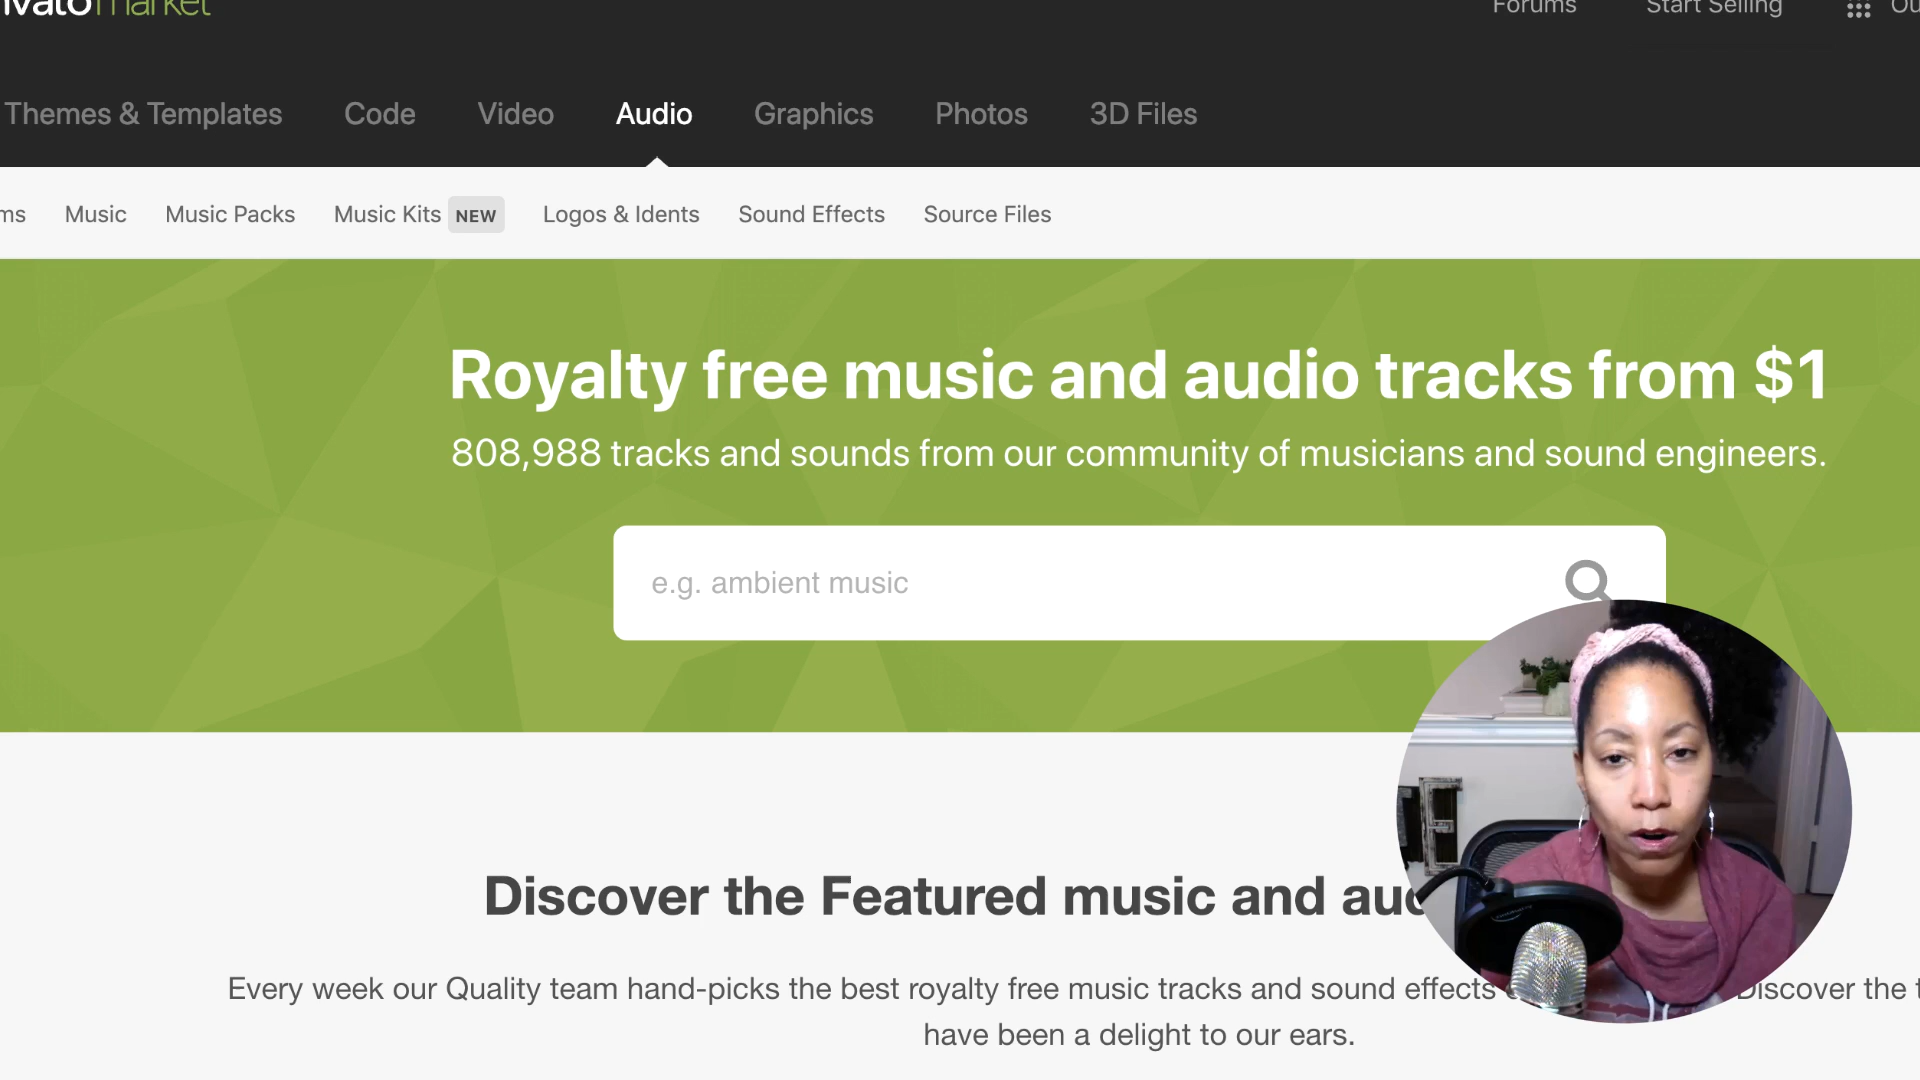 market
Forums
Start Selling
Themes & Templates
Code
Video
Audio
Graphics
Photos
3D Files
Music
Music Packs
Music Kits NEW
Logos & Idents
Sound Effects
Source Files
Royalty free music and audio tracks from $1
808,988 tracks and sounds from our community of musicians and sound engineers.
e.g. ambient music
Discover the Featured music and
Every week our Quality team hand-picks the best royalty free music tracks and sound effects Discover the
have been a delight to our ears.